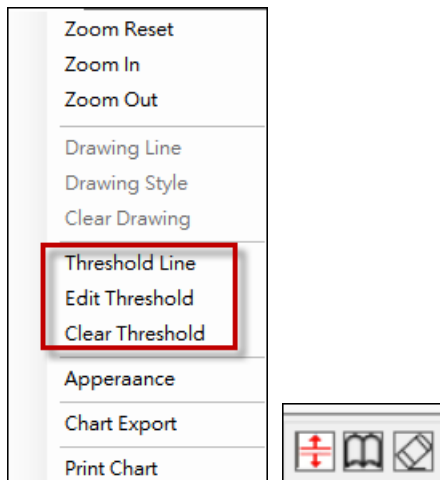 Zoom Reset
Zoom In
Zoom Out
Drawing Line
Drawing Style
Clear Drawing
Threshold Line
Edit Threshold
Clear Threshold
Apperaance
Chart Export
Print Chart